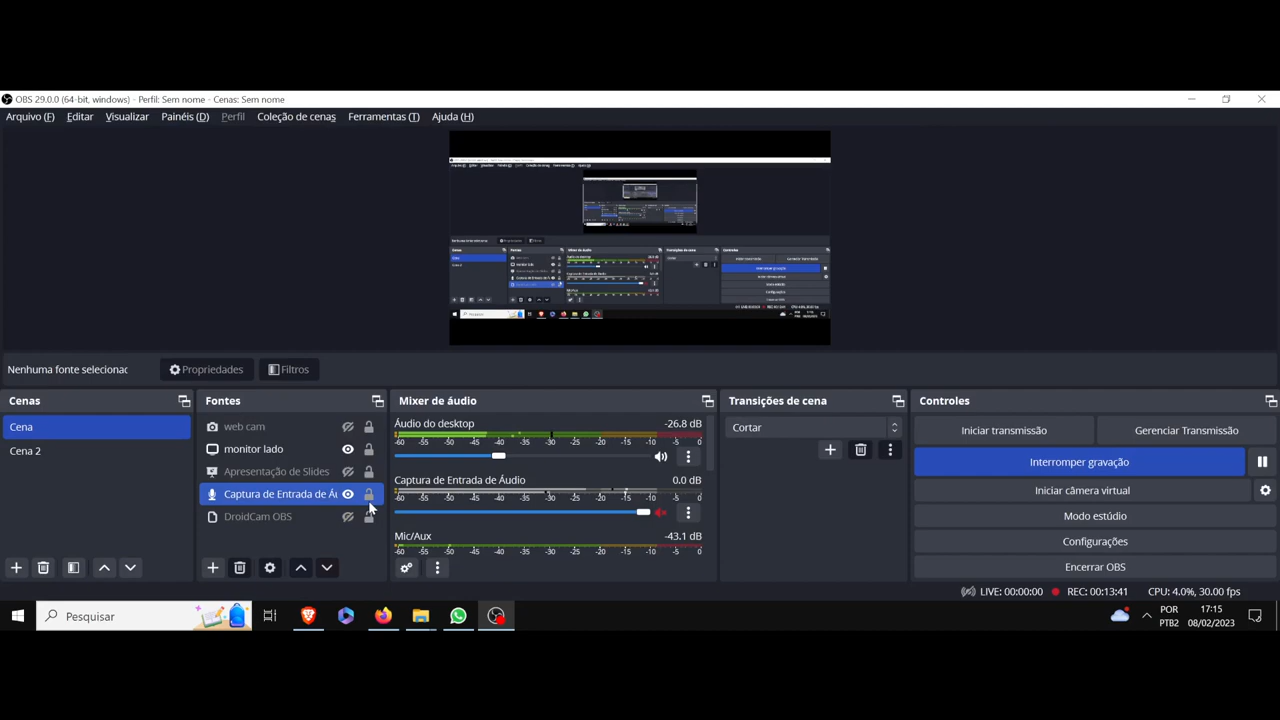 OBS 29.0.0 (64-bit, windows) - Perfil: Sem nome - Cenas: Sem nome
Arquivo (F) Editar Visualizar Painéis (D) Perfil Coleção de cenas Ferramentas (T) Ajuda (H)
Nenhuma fonte selecionac Propriedades Filtros
Cenas
Cena
Cena 2
Fontes
web cam
monitor lado
Apresentação de Slides
Captura de Entrada de Áu
DroidCam OBS
Mixer de áudio
Áudio do desktop -26.8 dB
-60 -55 -50 -45 -40 -35 -30 -25 -20 -15 -10 -5 0
Captura de Entrada de Áudio 0.0 dB
-60 -55 -50 -45 -40 -35 -30 -25 -20 -15 -10 -5 0
Mic/Aux -43.1 dB
-60 -55 -50 -45 -40 -35 -30 -25 -20 -15 -10 -5 0
Transições de cena
Cortar
Controles
Iniciar transmissão Gerenciar Transmissão
Interromper gravação
Iniciar câmera virtual
Modo estúdio
Configurações
Encerrar OBS
LIVE: 00:00:00 REC: 00:13:41 CPU: 4.0%, 30.00 fps
Pesquisar
POR
PTB2
17:15
08/02/2023